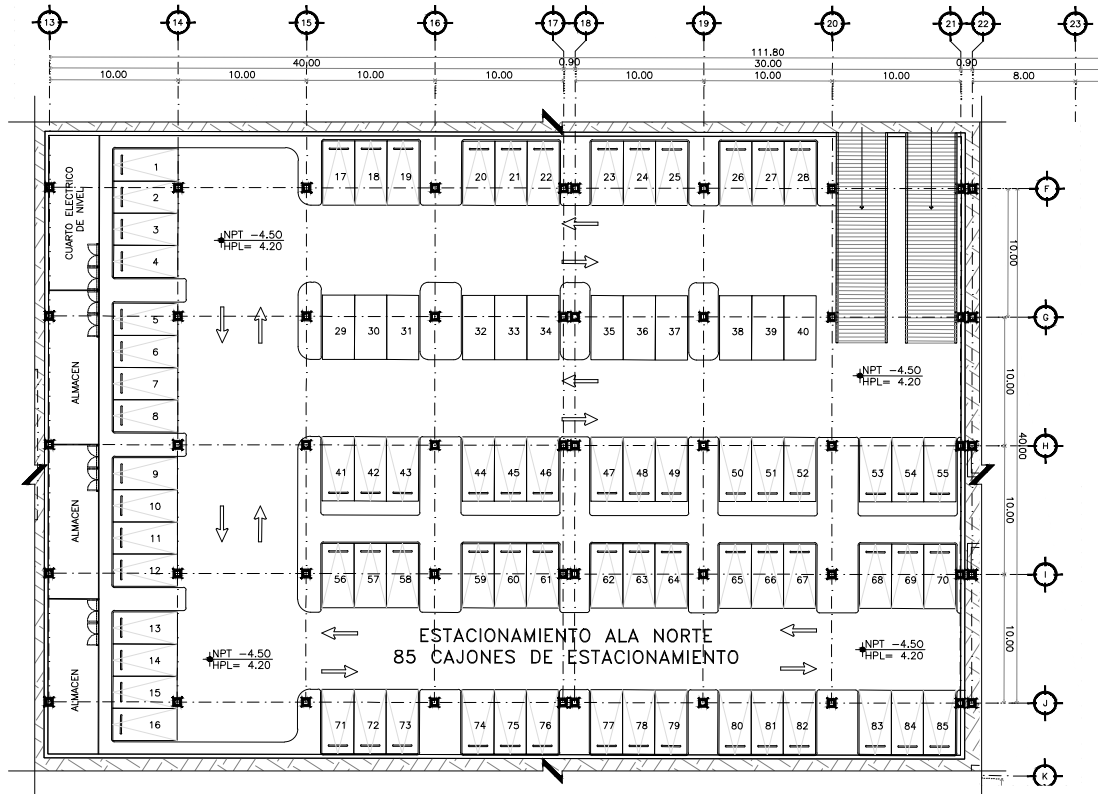 13 14 15 16 17 18 19 20 21 22 23
111.80
40.00 0.90 30.00 0.90
10.00 10.00 10.00 10.00 10.00 10.00 10.00 8.00
CUARTO ELECTRICO
DE NIVEL
ALMACEN
ALMACEN
ALMACEN
1
2
3
4
5
6
7
8
9
10
11
12
13
14
15
16
17 18 19 20 21 22 23 24 25 26 27 28
NPT -4.50
HPL= 4.20
29 30 31 32 33 34 35 36 37 38 39 40
NPT -4.50
HPL= 4.20
41 42 43 44 45 46 47 48 49 50 51 52 53 54 55
56 57 58 59 60 61 62 63 64 65 66 67 68 69 70
ESTACIONAMIENTO ALA NORTE
85 CAJONES DE ESTACIONAMIENTO
NPT -4.50
HPL= 4.20
NPT -4.50
HPL= 4.20
71 72 73 74 75 76 77 78 79 80 81 82 83 84 85
F
10.00
G
10.00
H
40.00
10.00
I
10.00
J
K